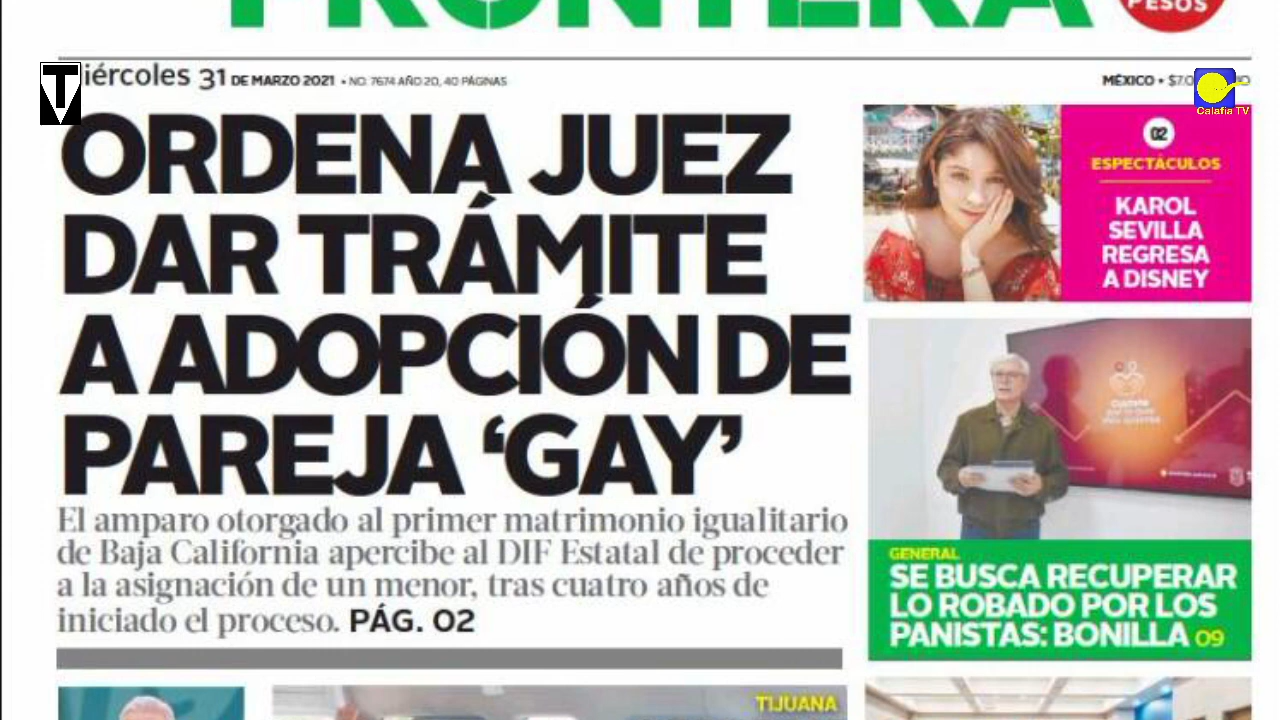 FRONTERA
PESOS
iércoles 31 DE MARZO 2021 • NO. 7674 AÑO 20, 40 PÁGINAS
MÉXICO • $7.0
TV
Calafia TV
ORDENA JUEZ
DAR TRÁMITE
A ADOPCIÓN DE
PAREJA ‘GAY’
El amparo otorgado al primer matrimonio igualitario
de Baja California apercibe al DIF Estatal de proceder
a la asignación de un menor, tras cuatro años de
iniciado el proceso. PÁG. 02
02
ESPECTÁCULOS
KAROL
SEVILLA
REGRESA
A DISNEY
GENERAL
SE BUSCA RECUPERAR
LO ROBADO POR LOS
PANISTAS: BONILLA 09
TIJUANA